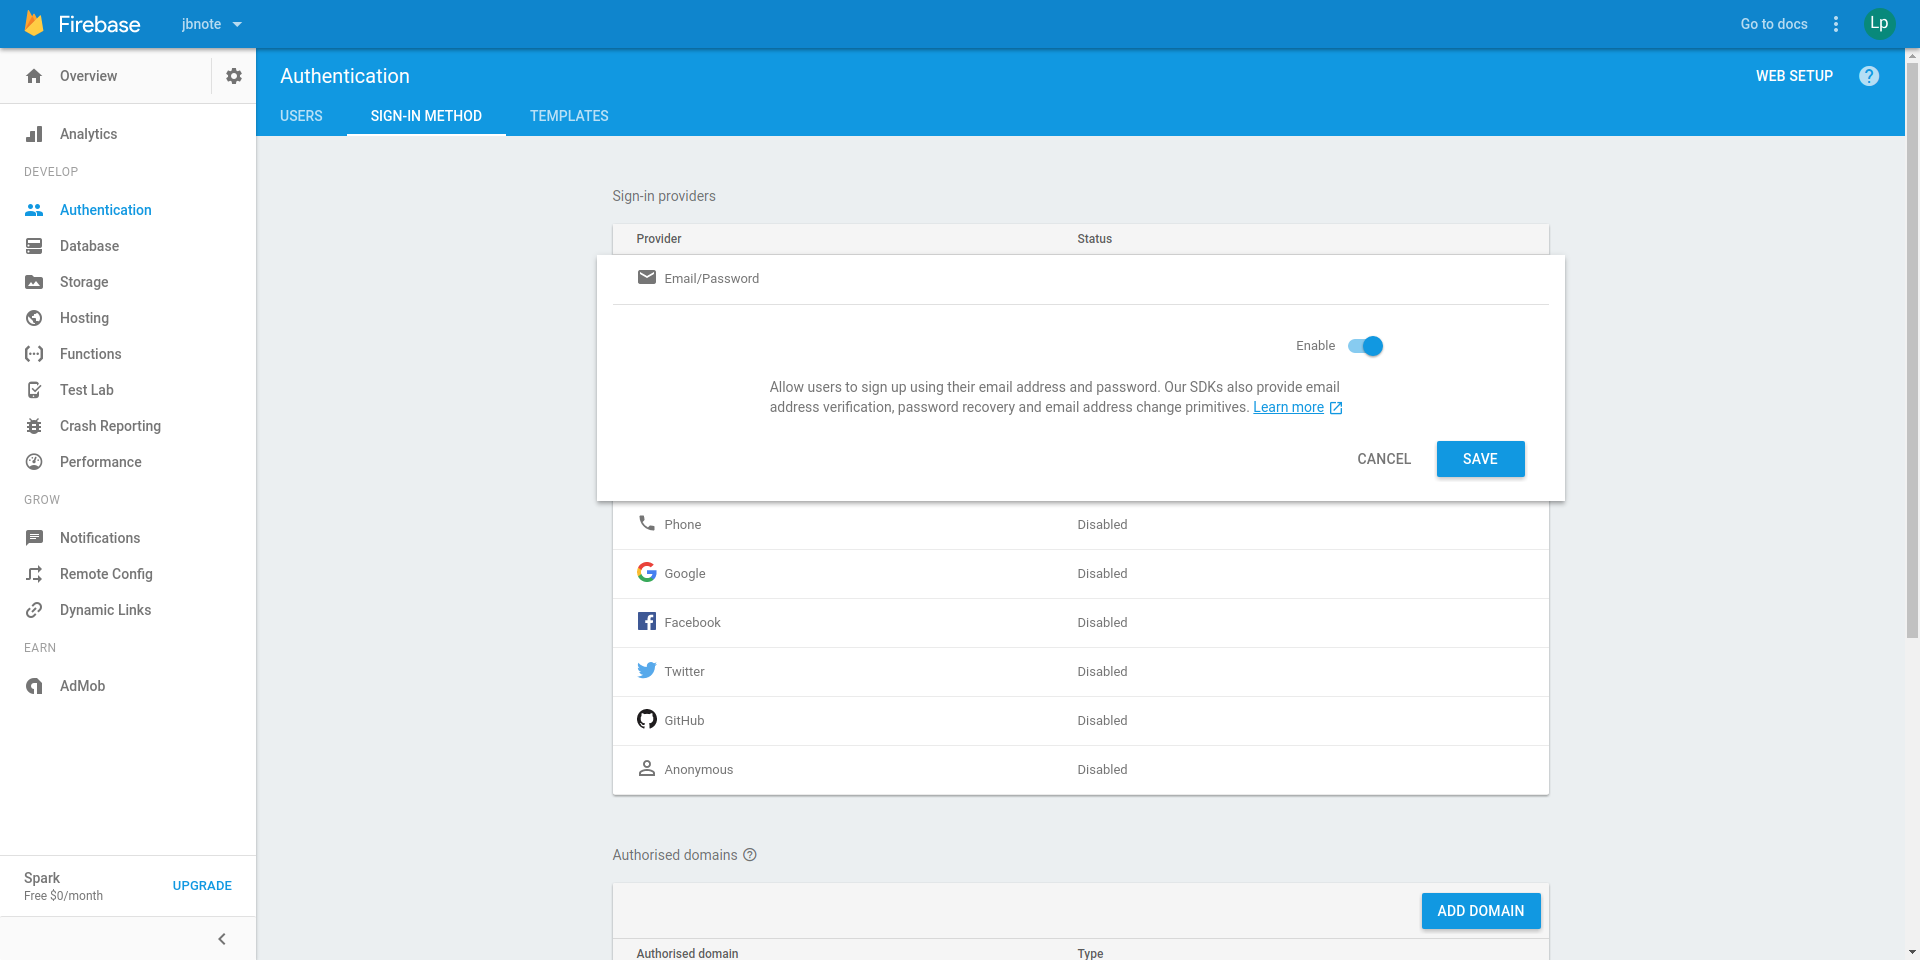 Firebase
jbnote
Go to docs
Lp
Overview
Authentication
WEB SETUP
?
USERS
SIGN-IN METHOD
TEMPLATES
Analytics
DEVELOP
Authentication
Database
Storage
Hosting
Functions
Test Lab
Crash Reporting
Performance
GROW
Notifications
Remote Config
Dynamic Links
EARN
AdMob
Spark
Free $0/month
UPGRADE
Sign-in providers
Provider
Status
Email/Password
Enable
Allow users to sign up using their email address and password. Our SDKs also provide email
address verification, password recovery and email address change primitives. Learn more
CANCEL
SAVE
Phone
Disabled
Google
Disabled
Facebook
Disabled
Twitter
Disabled
GitHub
Disabled
Anonymous
Disabled
Authorised domains ?
ADD DOMAIN
Authorised domain
Type